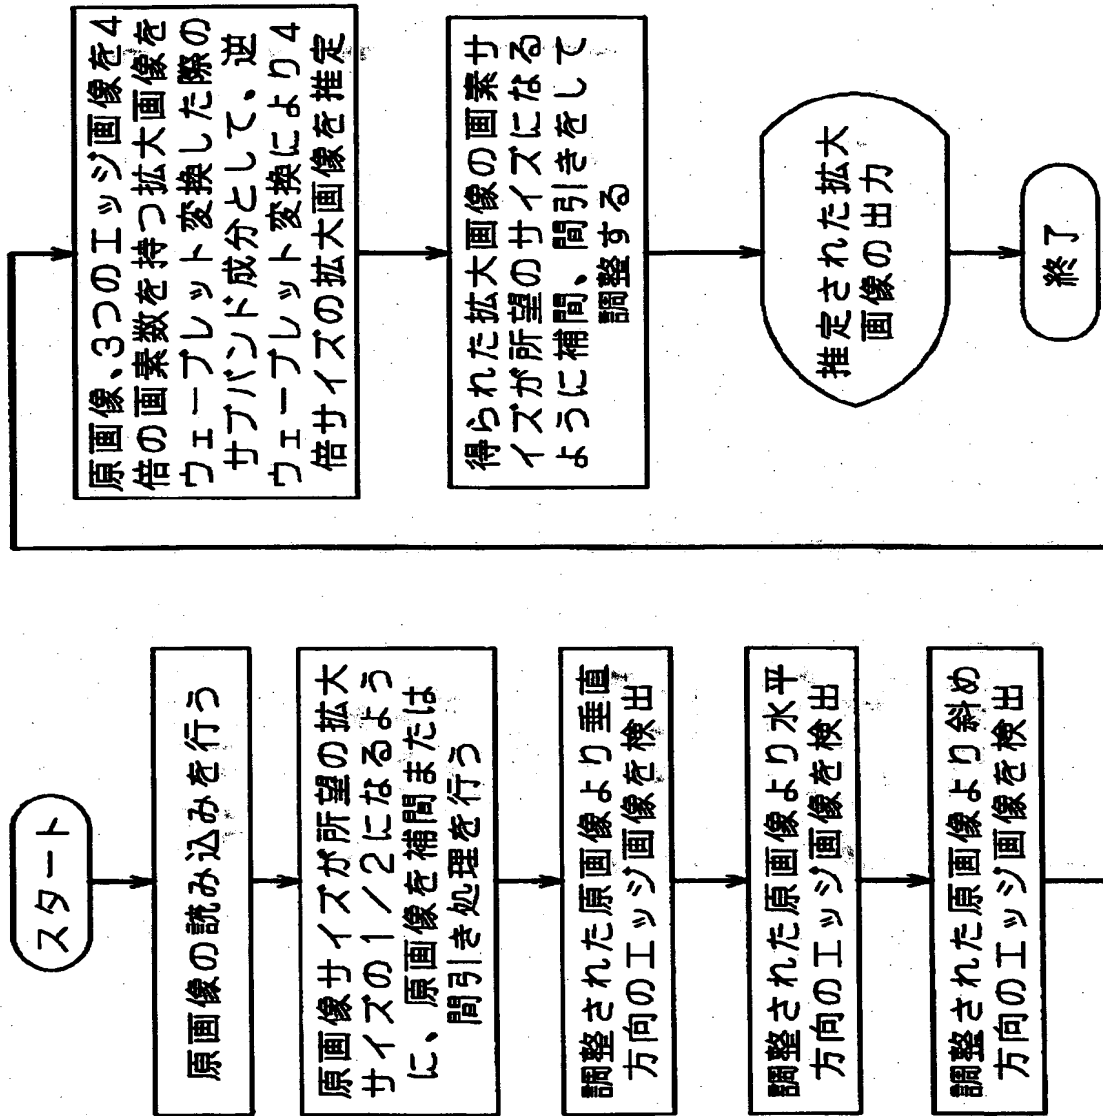 スタート
原画像の読み込みを行う
原画像サイズが所望の拡大
サイズの1/2になるよう
に、原画像を補間または
間引き処理を行う
調整された原画像より垂直
方向のエッジ画像を検出
調整された原画像より水平
方向のエッジ画像を検出
調整された原画像より斜め
方向のエッジ画像を検出
原画像、3つのエッジ画像を4
倍の画素数を持つ拡大画像を
ウェーブレット変換した際の
サブバンド成分として、逆
ウェーブレット変換により4
倍サイズの拡大画像を推定
得られた拡大画像の画素サ
イズが所望のサイズになる
ように補間、間引きをして
調整する
推定された拡大
画像の出力
終了